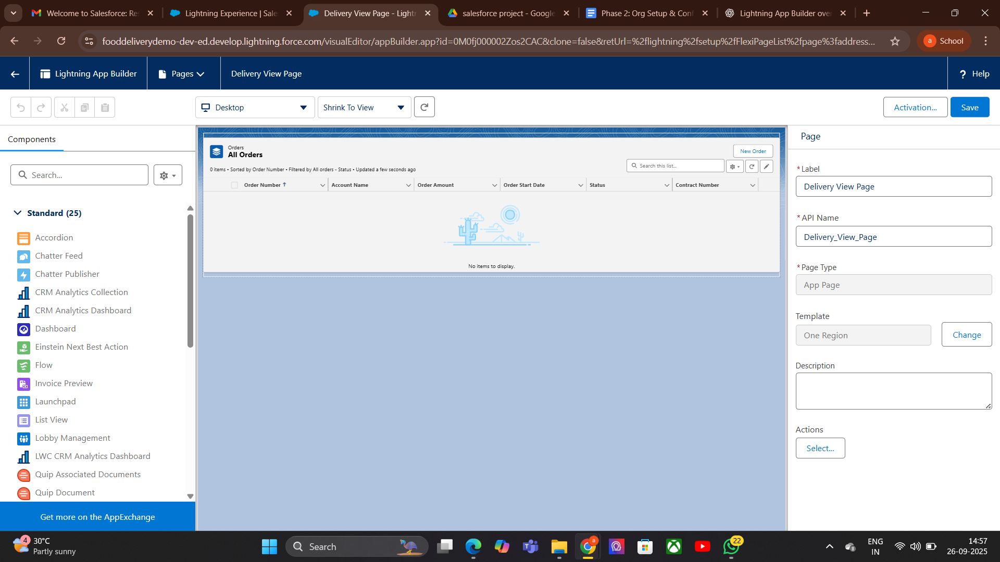 Welcome to Salesforce: Re
Lightning Experience | Sale
Delivery View Page - Light
salesforce project - Google
Phase 2: Org Setup & Conf
Lightning App Builder over
fooddeliverydemo-dev-ed.develop.lightning.force.com/visualEditor/appBuilder.app?id=0M0fj000002Zos2CAC&clone=false&retUrl=%2flightning%2fsetup%2fFlexiPageList%2fpage%3faddress...
a School
Lightning App Builder
Pages
Delivery View Page
? Help
Desktop
Shrink To View
Activation...
Save
Components
Search...
Standard (25)
Accordion
Chatter Feed
Chatter Publisher
CRM Analytics Collection
CRM Analytics Dashboard
Dashboard
Einstein Next Best Action
Flow
Invoice Preview
Launchpad
List View
Lobby Management
LWC CRM Analytics Dashboard
Quip Associated Documents
Quip Document
Get more on the AppExchange
Orders
All Orders
New Order
0 items • Sorted by Order Number • Filtered by All orders - Status • Updated a few seconds ago
Search this list...
Order Number
Account Name
Order Amount
Order Start Date
Status
Contract Number
No items to display.
Page
*Label
Delivery View Page
*API Name
Delivery_View_Page
*Page Type
App Page
Template
One Region
Change
Description
Actions
Select...
4
30°C
Partly sunny
Search
a
22
ENG
IN
14:57
26-09-2025